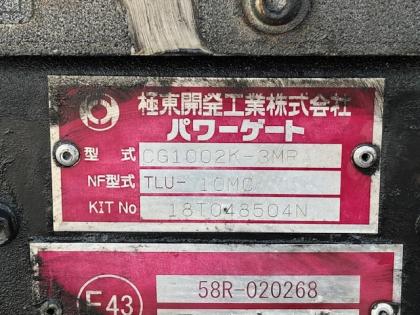 極東開発工業株式会社
パワーゲート
型式 CG1002K-3MR
NF型式 TLU- 10MC
KIT No 18T048504N
58R-020268
E43